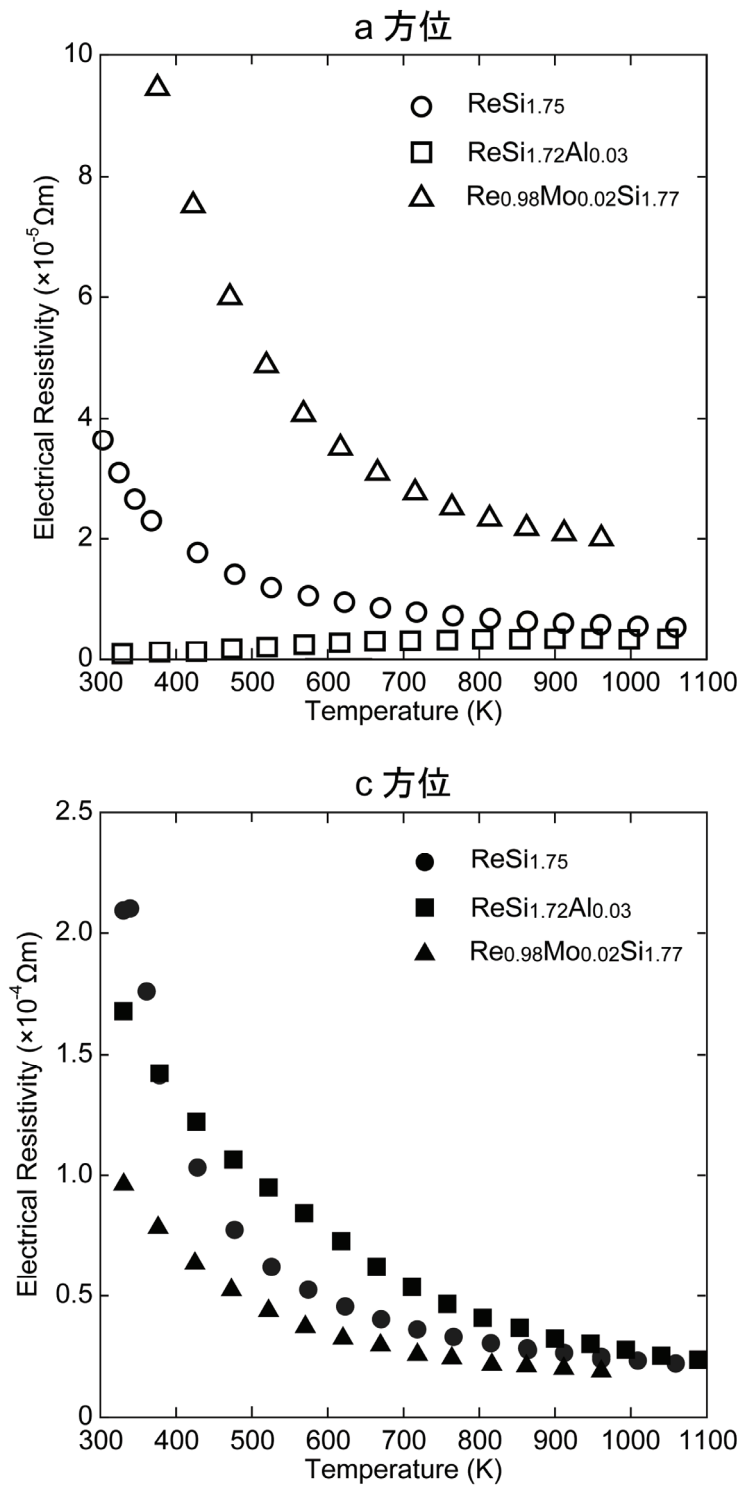 a 方位
10
8
6
4
2
0
Electrical Resistivity (×10⁻⁵Ωm)
ReSi₁.₇₅
ReSi₁.₇₂Al₀.₀₃
Re₀.₉₈Mo₀.₀₂Si₁.₇₇
300 400 500 600 700 800 900 1000 1100
Temperature (K)
c 方位
2.5
2.0
1.5
1.0
0.5
0
Electrical Resistivity (×10⁻⁴Ωm)
ReSi₁.₇₅
ReSi₁.₇₂Al₀.₀₃
Re₀.₉₈Mo₀.₀₂Si₁.₇₇
300 400 500 600 700 800 900 1000 1100
Temperature (K)